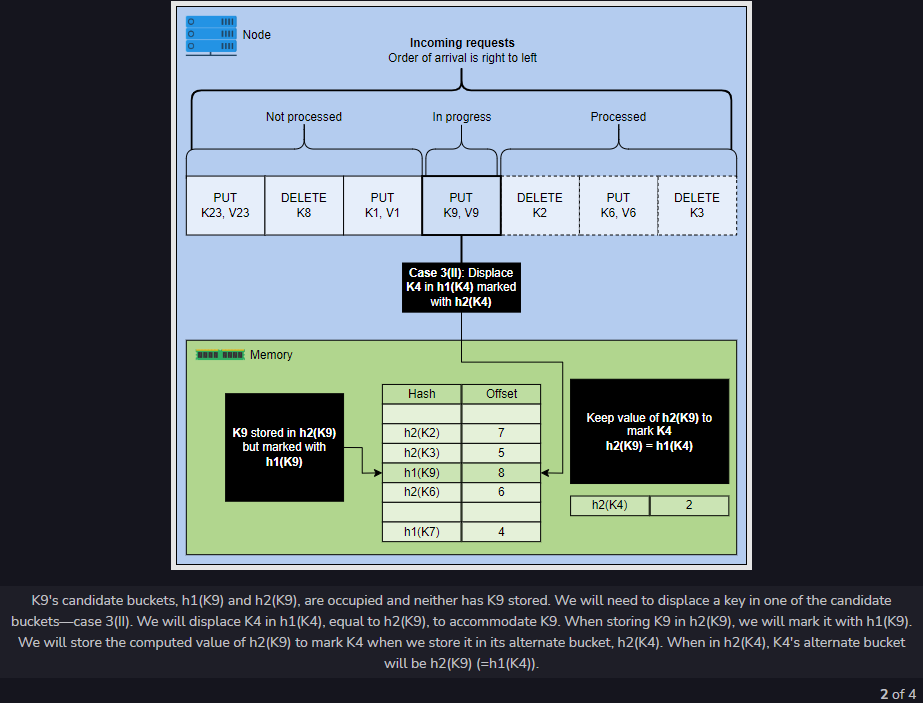 Node
Incoming requests
Order of arrival is right to left
Not processed
In progress
Processed
PUT
K23, V23
DELETE
K8
PUT
K1, V1
PUT
K9, V9
DELETE
K2
PUT
K6, V6
DELETE
K3
Case 3(II): Displace
K4 in h1(K4) marked
with h2(K4)
Memory
K9 stored in h2(K9)
but marked with
h1(K9)
Hash Offset
h2(K2) 7
h2(K3) 5
h1(K9) 8
h2(K6) 6
h1(K7) 4
Keep value of h2(K9) to
mark K4
h2(K9) = h1(K4)
h2(K4) 2
K9's candidate buckets, h1(K9) and h2(K9), are occupied and neither has K9 stored. We will need to displace a key in one of the candidate
buckets—case 3(II). We will displace K4 in h1(K4), equal to h2(K9), to accommodate K9. When storing K9 in h2(K9), we will mark it with h1(K9).
We will store the computed value of h2(K9) to mark K4 when we store it in its alternate bucket, h2(K4). When in h2(K4), K4's alternate bucket
will be h2(K9) (=h1(K4)).
2 of 4